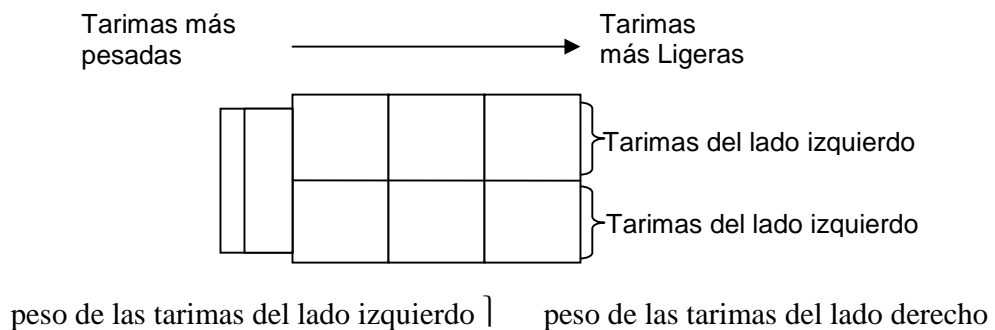 Tarimas más
pesadas
Tarimas
más Ligeras
Tarimas del lado izquierdo
Tarimas del lado izquierdo
peso de las tarimas del lado izquierdo ⎫ peso de las tarimas del lado derecho